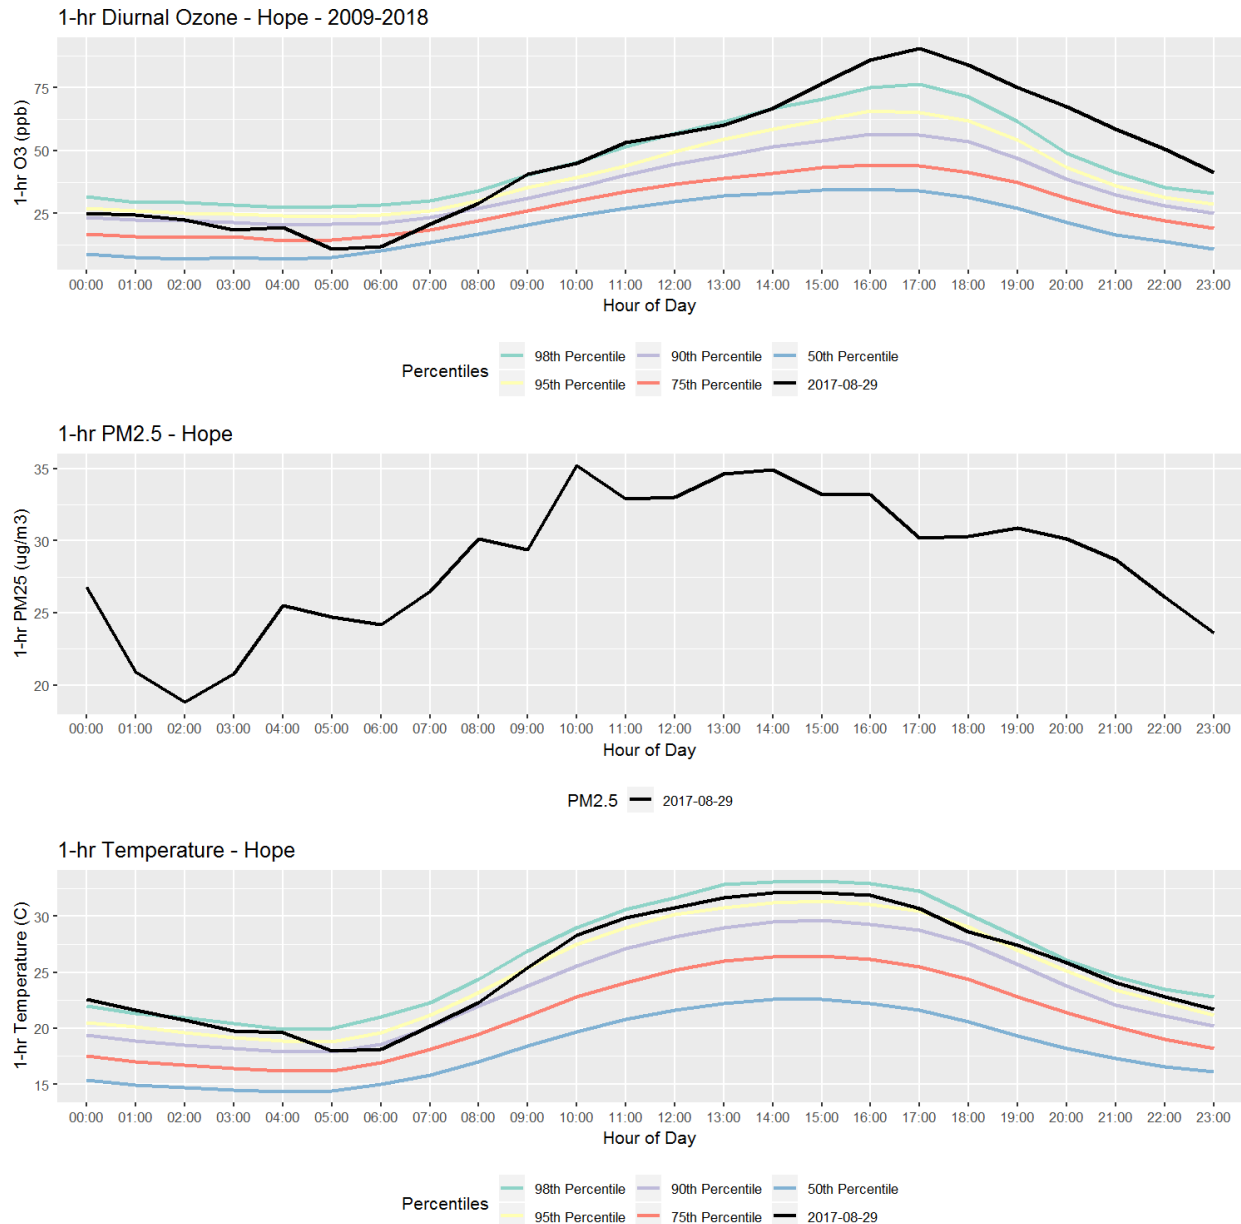 1-hr Diurnal Ozone - Hope - 2009-2018
1-hr O3 (ppb)
75
50
25
00:00 01:00 02:00 03:00 04:00 05:00 06:00 07:00 08:00 09:00 10:00 11:00 12:00 13:00 14:00 15:00 16:00 17:00 18:00 19:00 20:00 21:00 22:00 23:00
Hour of Day
Percentiles
98th Percentile 90th Percentile 50th Percentile
95th Percentile 75th Percentile 2017-08-29
1-hr PM2.5 - Hope
1-hr PM25 (ug/m3)
35
30
25
20
00:00 01:00 02:00 03:00 04:00 05:00 06:00 07:00 08:00 09:00 10:00 11:00 12:00 13:00 14:00 15:00 16:00 17:00 18:00 19:00 20:00 21:00 22:00 23:00
Hour of Day
PM2.5 2017-08-29
1-hr Temperature - Hope
1-hr Temperature (C)
30
25
20
15
00:00 01:00 02:00 03:00 04:00 05:00 06:00 07:00 08:00 09:00 10:00 11:00 12:00 13:00 14:00 15:00 16:00 17:00 18:00 19:00 20:00 21:00 22:00 23:00
Hour of Day
Percentiles
98th Percentile 90th Percentile 50th Percentile
95th Percentile 75th Percentile 2017-08-29